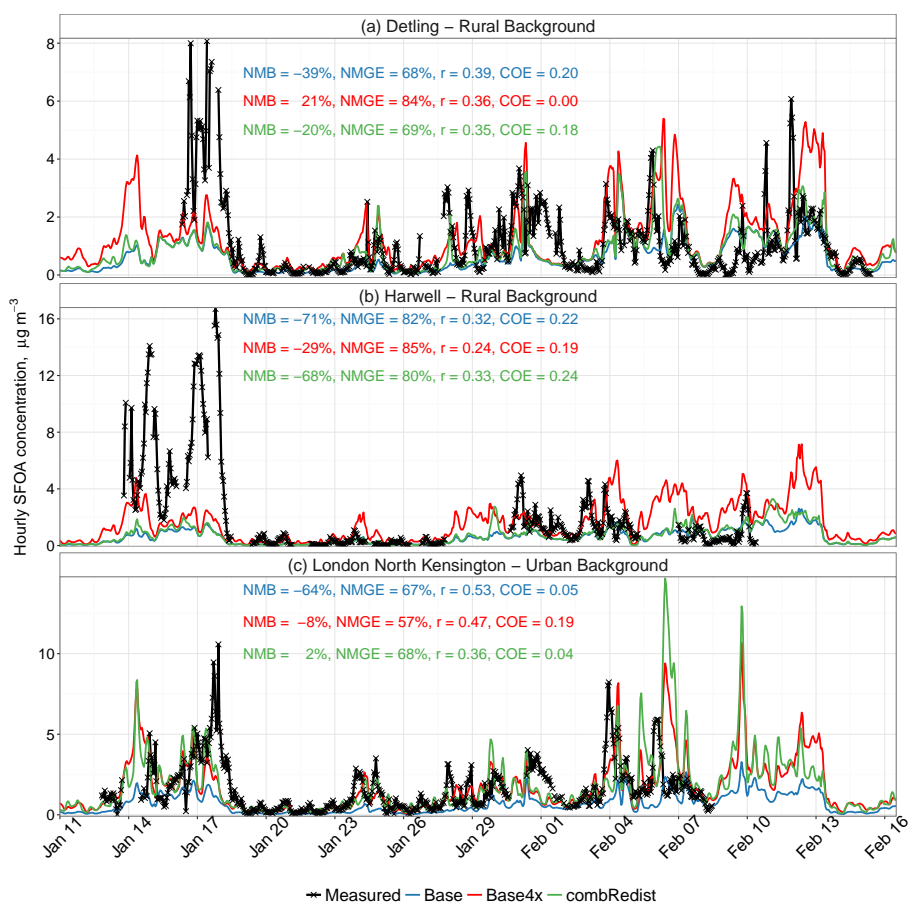 (a) Detling − Rural Background
NMB = −39%, NMGE = 68%, r = 0.39, COE = 0.20
NMB = 21%, NMGE = 84%, r = 0.36, COE = 0.00
NMB = −20%, NMGE = 69%, r = 0.35, COE = 0.18
8
6
4
2
0
(b) Harwell − Rural Background
NMB = −71%, NMGE = 82%, r = 0.32, COE = 0.22
NMB = −29%, NMGE = 85%, r = 0.24, COE = 0.19
NMB = −68%, NMGE = 80%, r = 0.33, COE = 0.24
16
12
8
4
0
Hourly SFOA concentration, μg m⁻³
(c) London North Kensington − Urban Background
NMB = −64%, NMGE = 67%, r = 0.53, COE = 0.05
NMB = −8%, NMGE = 57%, r = 0.47, COE = 0.19
NMB = 2%, NMGE = 68%, r = 0.36, COE = 0.04
10
5
0
Jan 11 Jan 14 Jan 17 Jan 20 Jan 23 Jan 26 Jan 29 Feb 01 Feb 04 Feb 07 Feb 10 Feb 13 Feb 16
Measured Base Base4x combRedist